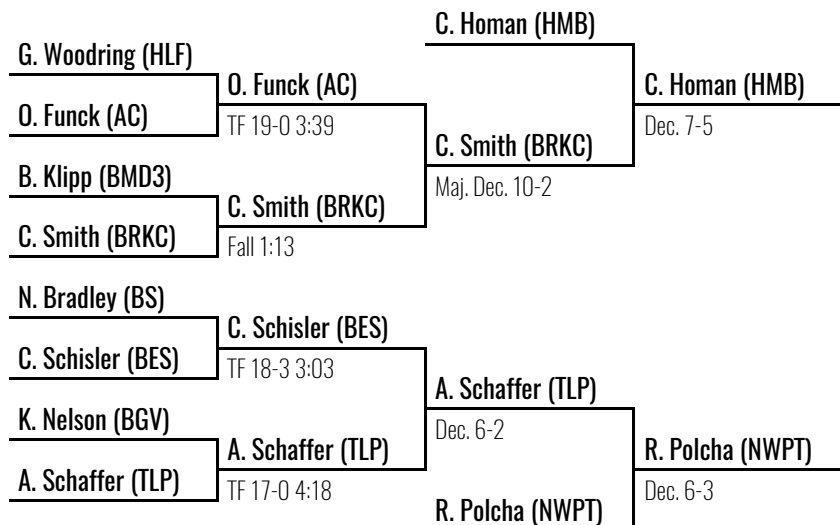 C. Homan (HMB)
G. Woodring (HLF)
O. Funck (AC)
C. Homan (HMB)
O. Funck (AC)
TF 19-0 3:39
Dec. 7-5
C. Smith (BRKC)
B. Klipp (BMD3)
Maj. Dec. 10-2
C. Smith (BRKC)
C. Smith (BRKC)
Fall 1:13
N. Bradley (BS)
C. Schisler (BES)
C. Schisler (BES)
TF 18-3 3:03
A. Schaffer (TLP)
K. Nelson (BGV)
Dec. 6-2
A. Schaffer (TLP)
R. Polcha (NWPT)
A. Schaffer (TLP)
TF 17-0 4:18
Dec. 6-3
R. Polcha (NWPT)